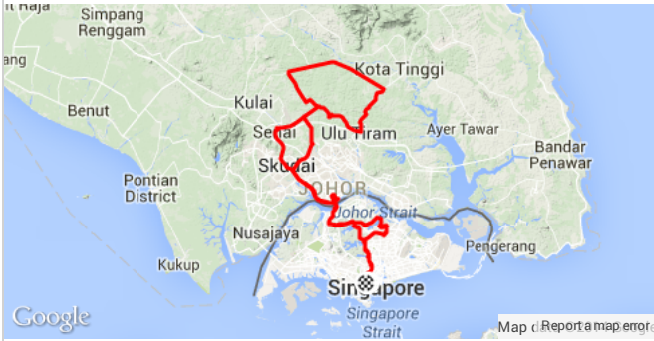 Simpang
Renggam
Kota Tinggi
Kulai
Benut
Senai
Ulu Tiram
Ayer Tawar
Bandar
Penawar
Skudai
Pontian
District
JOHOR
Johor Strait
Nusajaya
Pengerang
Kukup
Singapore
Singapore
Strait
Google
Map
Report a map error